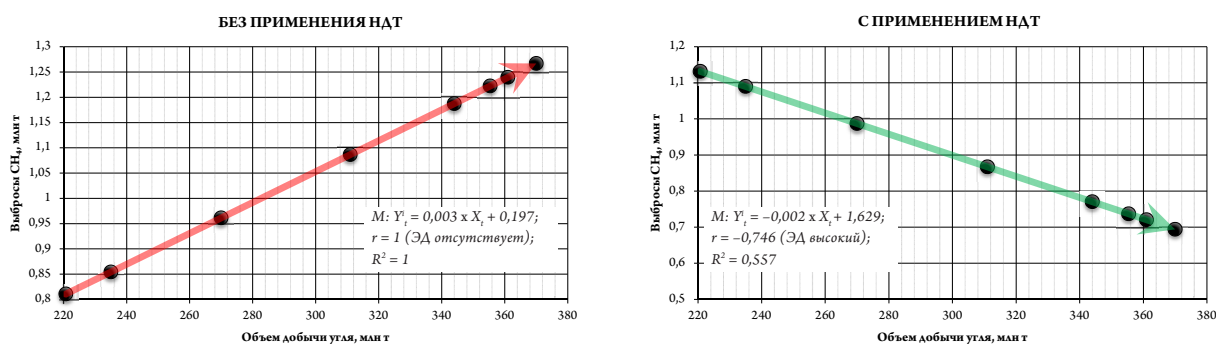 БЕЗ ПРИМЕНЕНИЯ НДТ
Выбросы CH₄, млн т
1,3
1,25
1,2
1,15
1,1
1,05
1
0,95
0,9
0,85
0,8
M: Yᴵₜ = 0,003 x Xₜ + 0,197;
r = 1 (ЭД отсутствует);
R² = 1
220 240 260 280 300 320 340 360 380
Объем добычи угля, млн т
С ПРИМЕНЕНИЕМ НДТ
Выбросы CH₄, млн т
1,2
1,1
1
0,9
0,8
0,7
0,6
0,5
M: Yᴵₜ = –0,002 x Xₜ + 1,629;
r = –0,746 (ЭД высокий);
R² = 0,557
220 240 260 280 300 320 340 360 380
Объем добычи угля, млн т